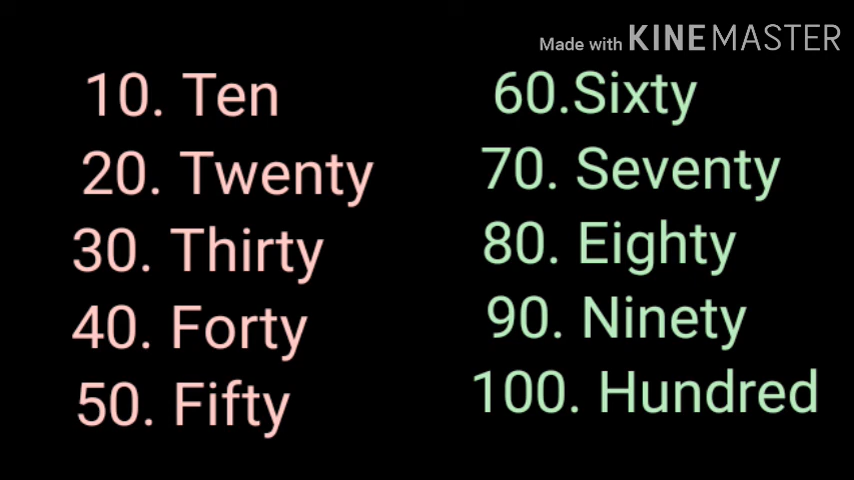 Made with KINEMASTER
10. Ten
20. Twenty
30. Thirty
40. Forty
50. Fifty
60.Sixty
70. Seventy
80. Eighty
90. Ninety
100. Hundred